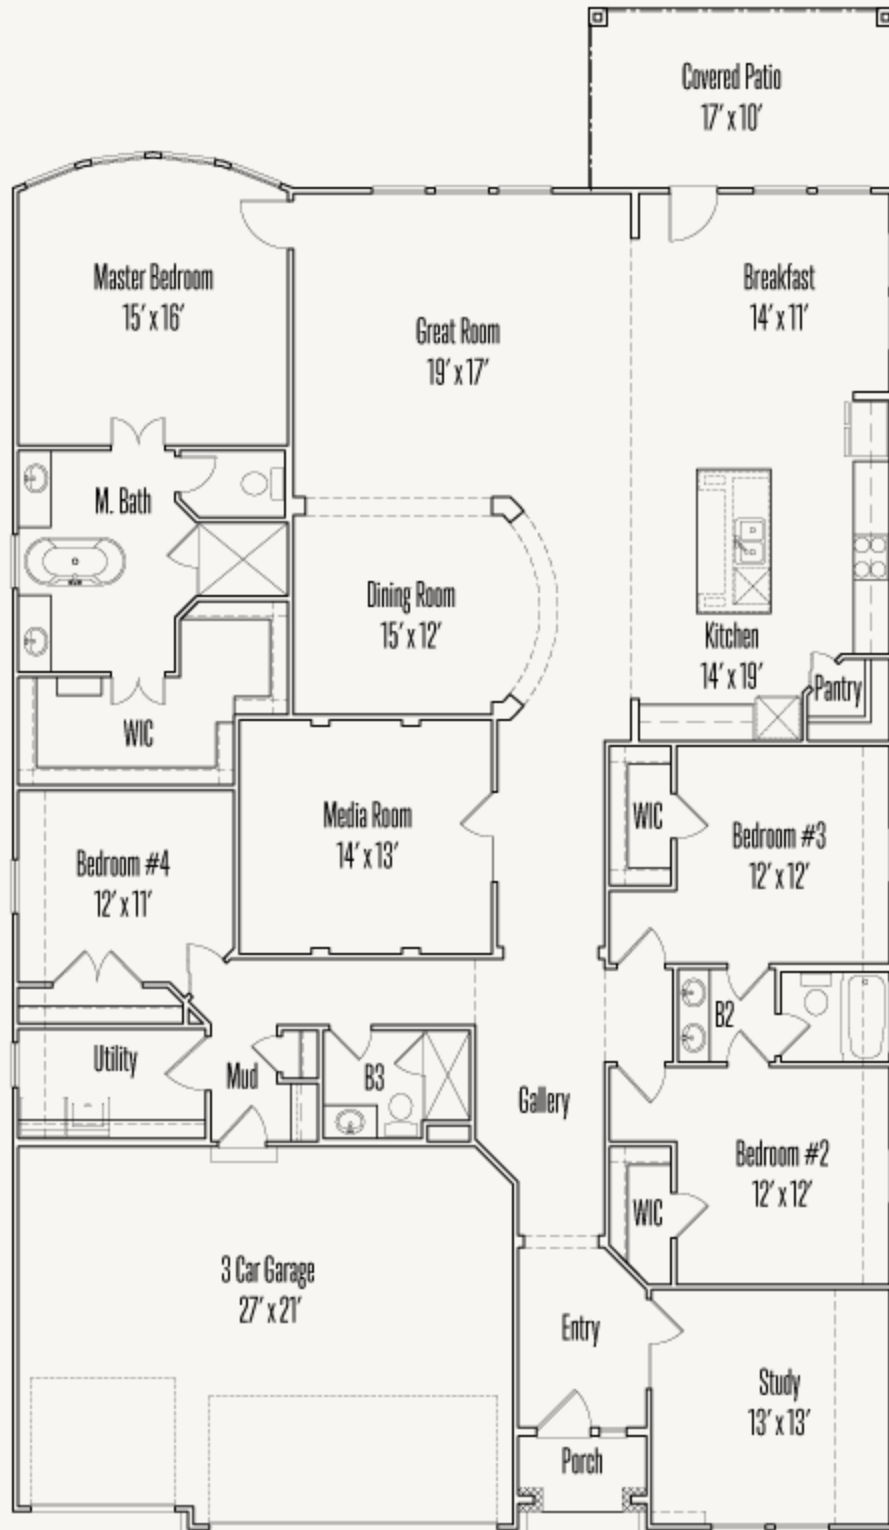 Covered Patio
17' x 10'
Master Bedroom
15' x 16'
Great Room
19' x 17'
Breakfast
14' x 11'
M. Bath
Dining Room
15' x 12'
Kitchen
14' x 19'
Pantry
WIC
Media Room
14' x 13'
WIC
Bedroom #3
12' x 12'
Bedroom #4
12' x 11'
B2
Utility
Mud
B3
Gallery
Bedroom #2
12' x 12'
WIC
3 Car Garage
27' x 21'
Entry
Study
13' x 13'
Porch